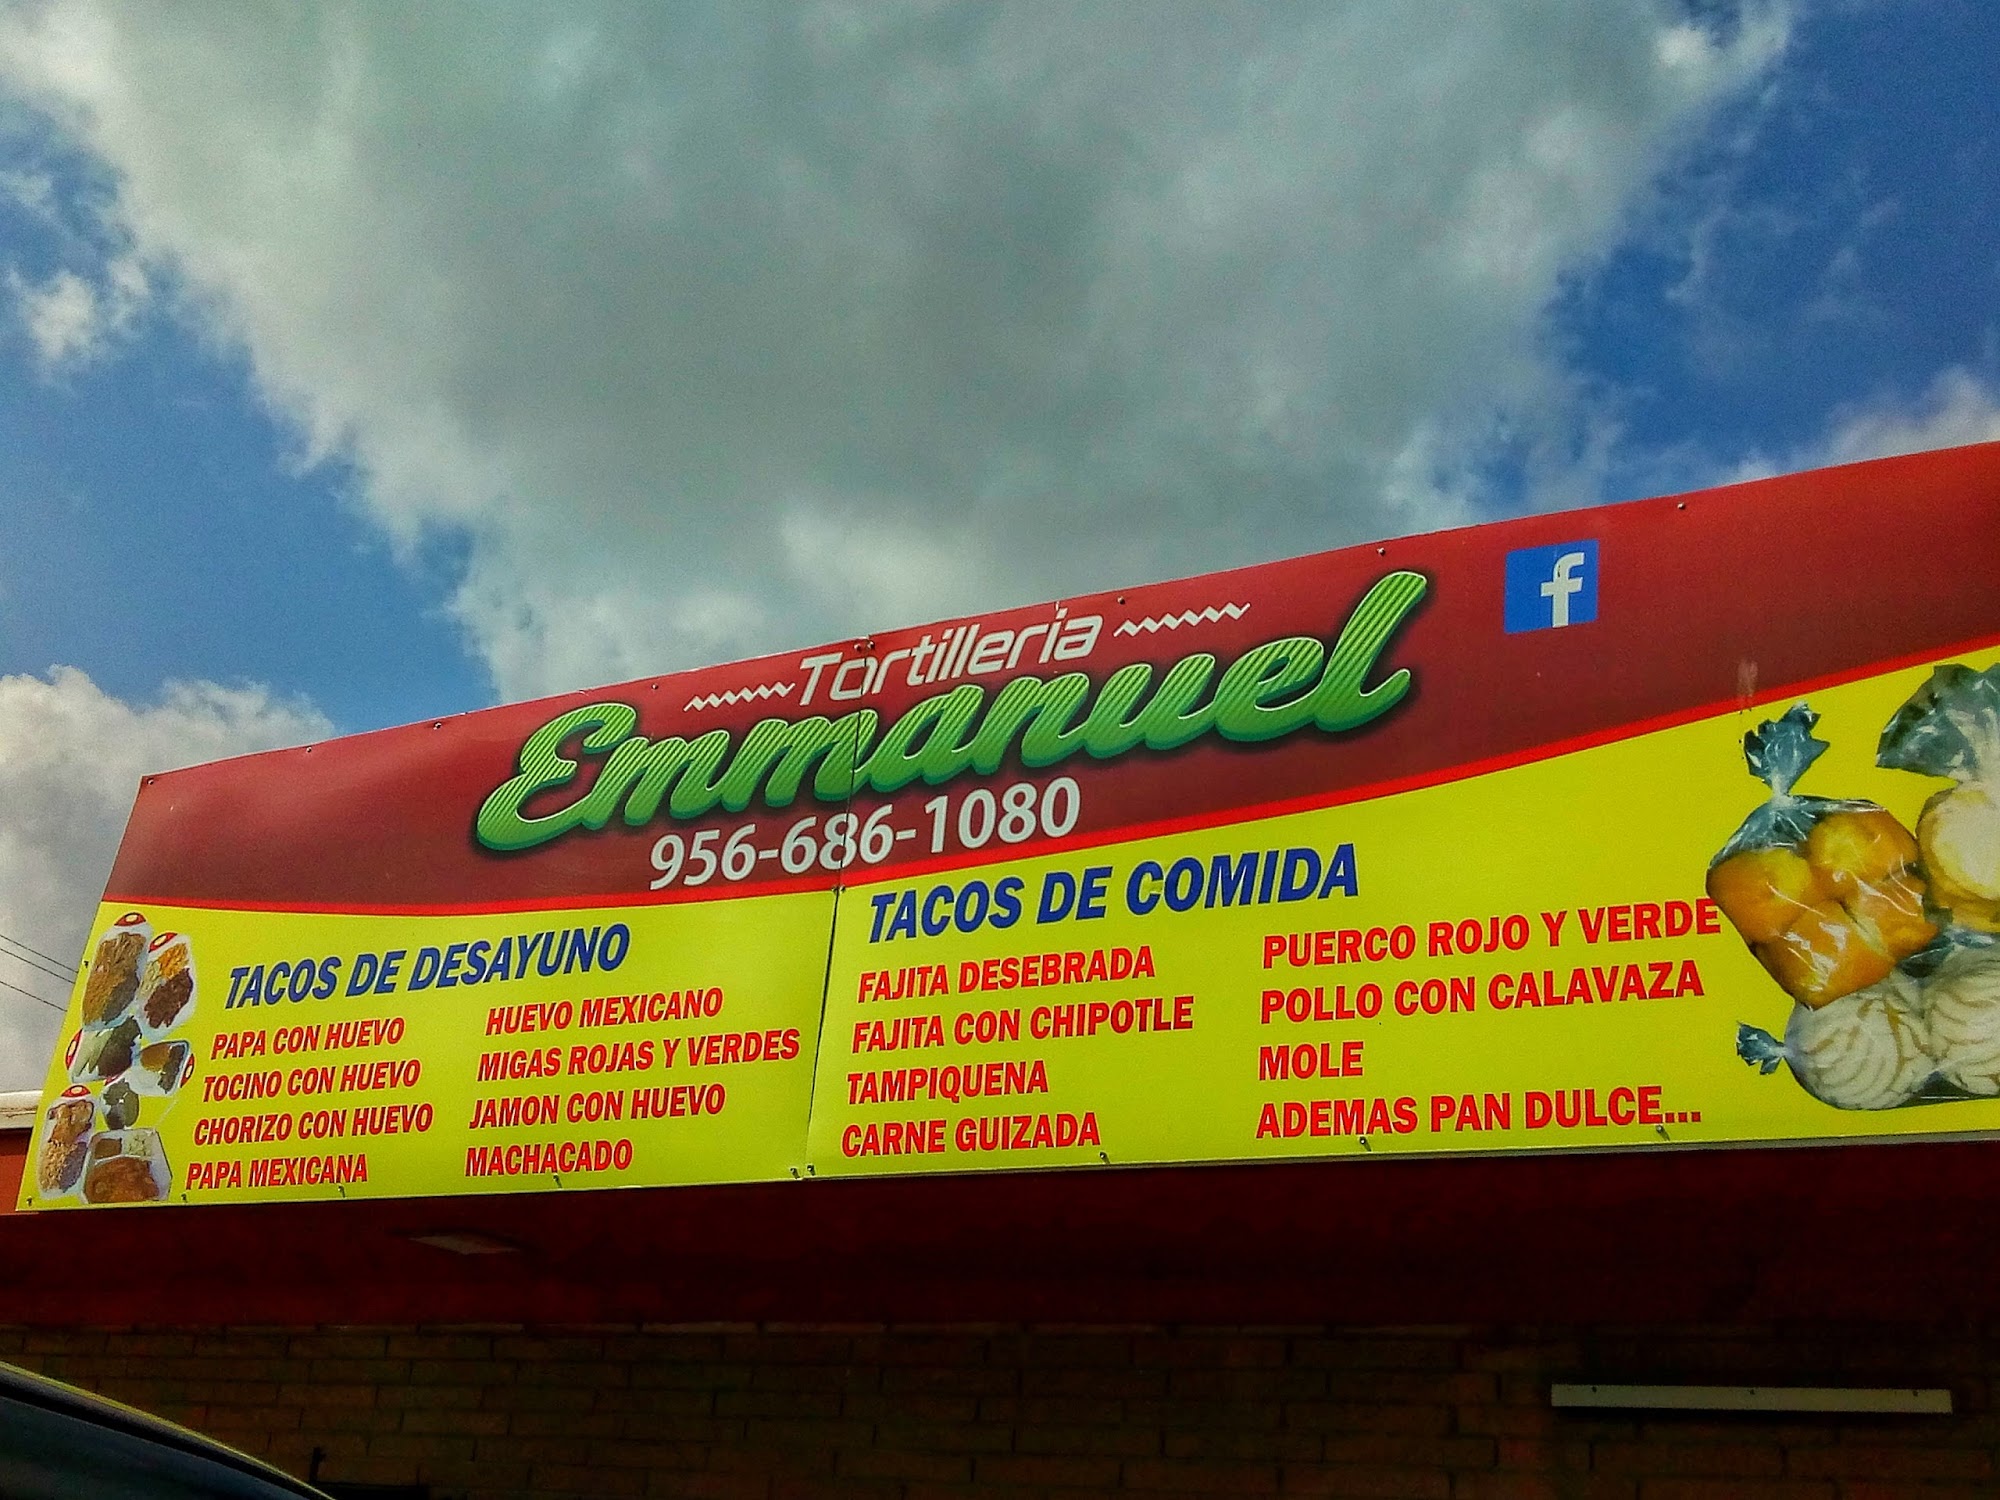 Tortilleria
Emmanuel
956-686-1080
f
TACOS DE DESAYUNO
PAPA CON HUEVO
TOCINO CON HUEVO
CHORIZO CON HUEVO
PAPA MEXICANA
HUEVO MEXICANO
MIGAS ROJAS Y VERDES
JAMON CON HUEVO
MACHACADO
TACOS DE COMIDA
FAJITA DESEBRADA
FAJITA CON CHIPOTLE
TAMPIQUENA
CARNE GUIZADA
PUERCO ROJO Y VERDE
POLLO CON CALAVAZA
MOLE
ADEMAS PAN DULCE...